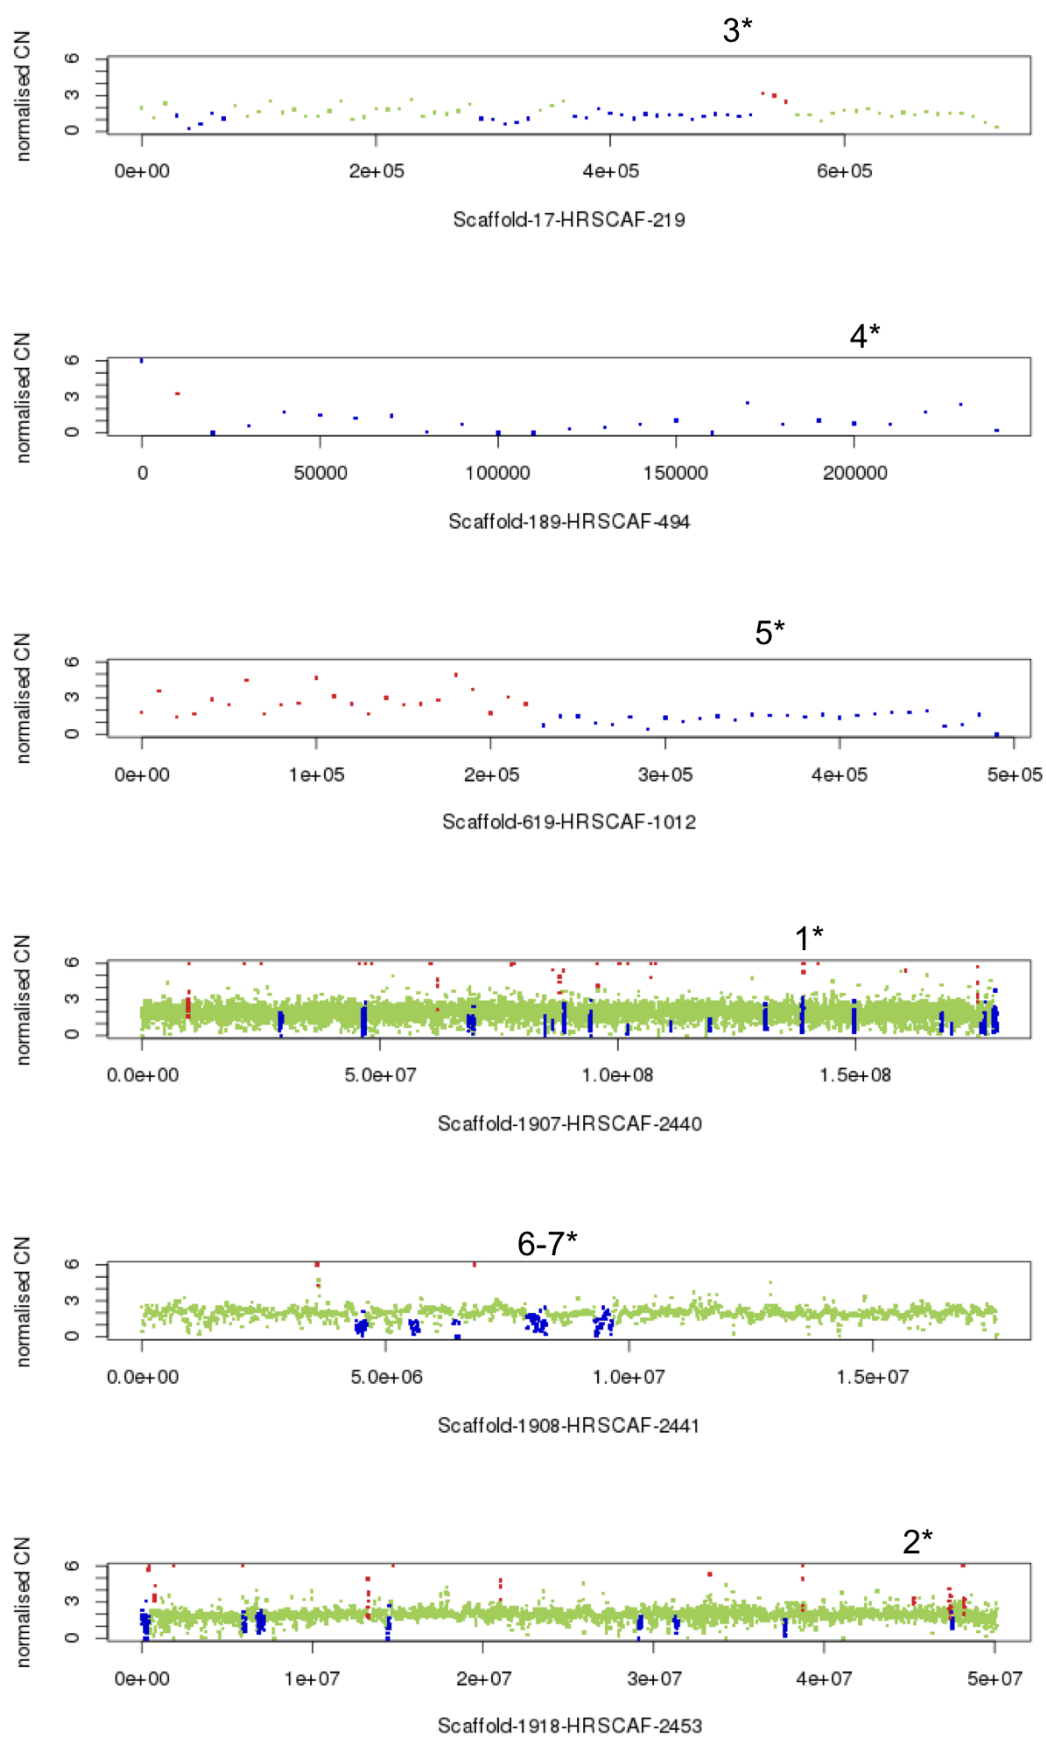 3*
normalised CN
6
3
0
0e+00 2e+05 4e+05 6e+05
Scaffold-17-HRSCAF-219
4*
normalised CN
6
3
0
0 50000 100000 150000 200000
Scaffold-189-HRSCAF-494
5*
normalised CN
6
3
0
0e+00 1e+05 2e+05 3e+05 4e+05 5e+05
Scaffold-619-HRSCAF-1012
1*
normalised CN
6
3
0
0.0e+00 5.0e+07 1.0e+08 1.5e+08
Scaffold-1907-HRSCAF-2440
6-7*
normalised CN
6
3
0
0.0e+00 5.0e+06 1.0e+07 1.5e+07
Scaffold-1908-HRSCAF-2441
2*
normalised CN
6
3
0
0e+00 1e+07 2e+07 3e+07 4e+07 5e+07
Scaffold-1918-HRSCAF-2453